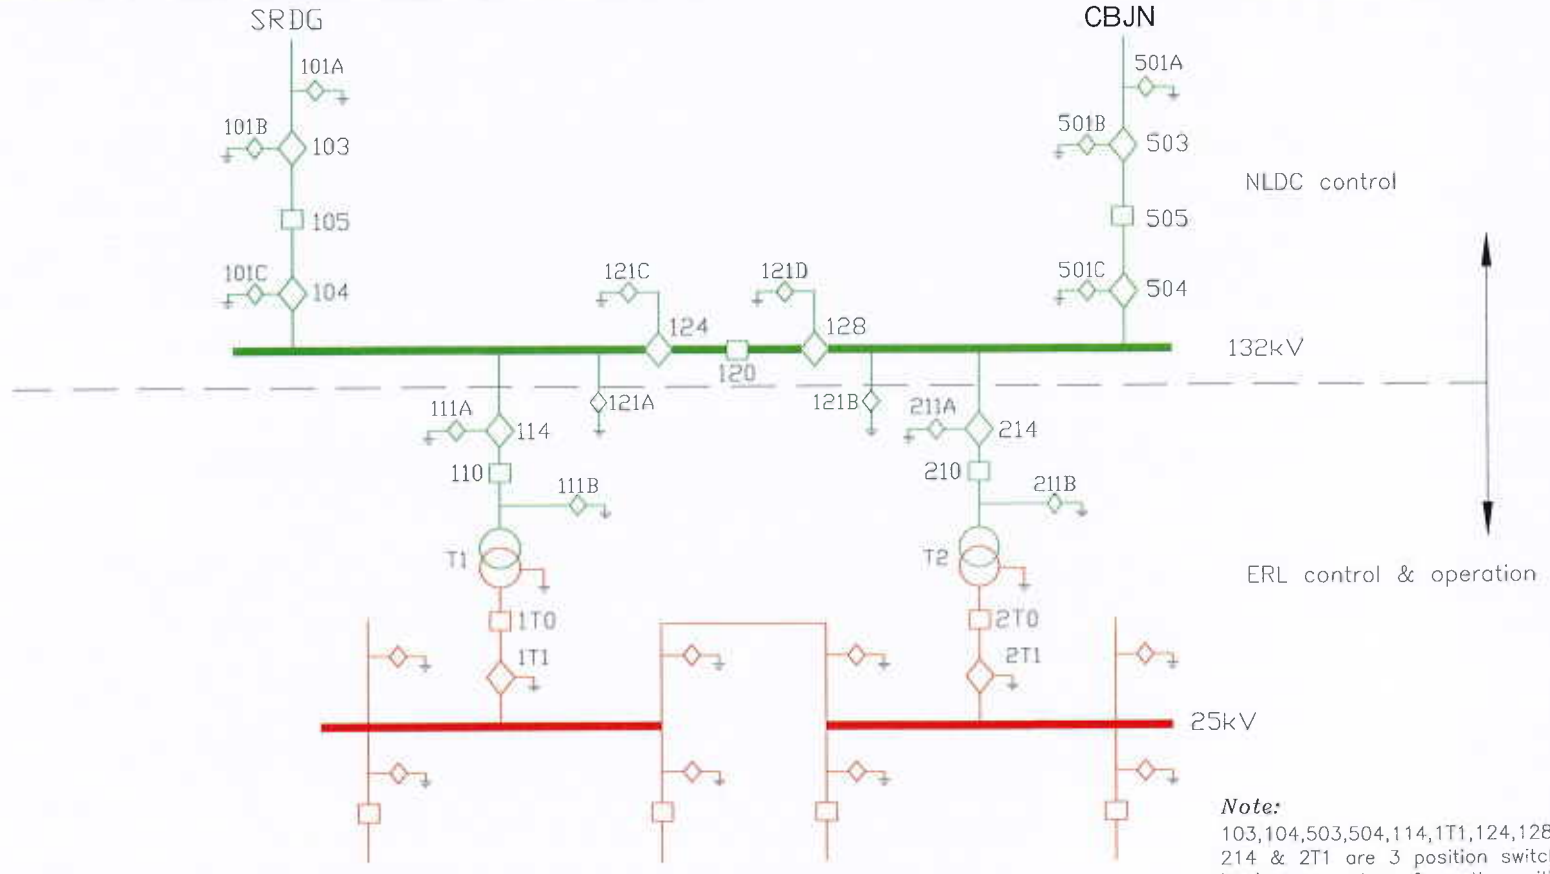 SRDG
CBJN
101A
501A
101B
103
501B
503
NLDC control
105
505
101C
104
121C
121D
501C
504
124
128
132kV
120
111A
114
121A
121B
211A
214
110
111B
210
211B
T1
T2
ERL control & operation
1T0
2T0
1T1
2T1
25kV
Note:
103,104,503,504,114,1T1,124,128
214 & 2T1 are 3 position switch